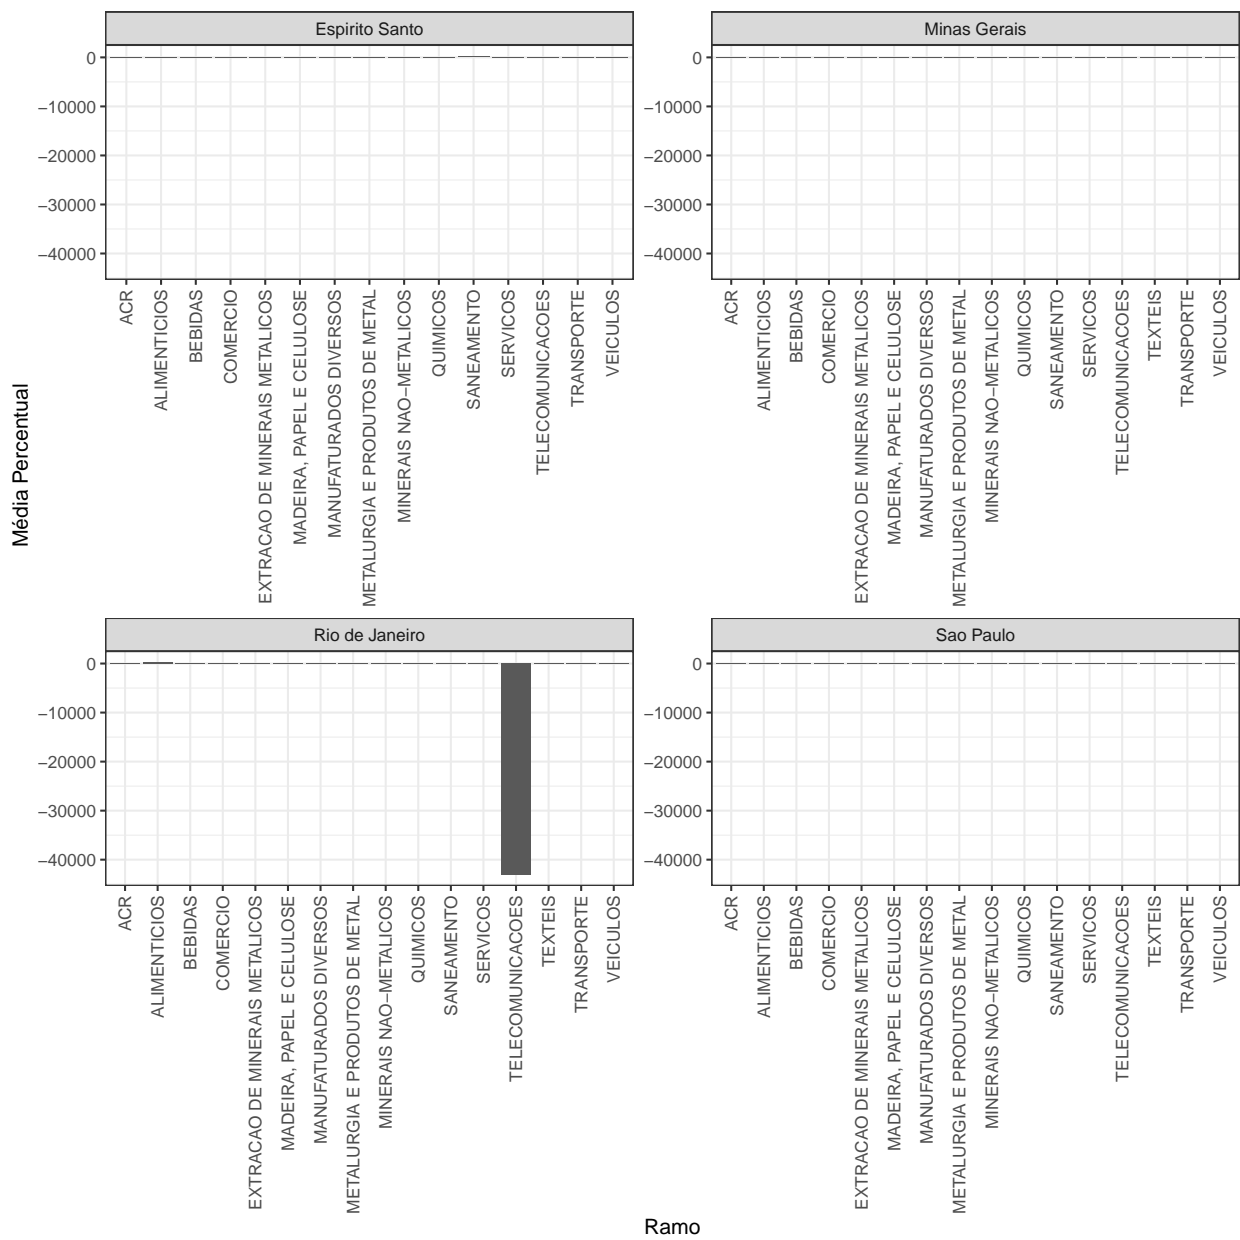 Média Percentual
Espirito Santo
0
−10000
−20000
−30000
−40000
ACR
ALIMENTICIOS
BEBIDAS
COMERCIO
EXTRACAO DE MINERAIS METALICOS
MADEIRA, PAPEL E CELULOSE
MANUFATURADOS DIVERSOS
METALURGIA E PRODUTOS DE METAL
MINERAIS NAO−METALICOS
QUIMICOS
SANEAMENTO
SERVICOS
TELECOMUNICACOES
TRANSPORTE
VEICULOS
Minas Gerais
0
−10000
−20000
−30000
−40000
ACR
ALIMENTICIOS
BEBIDAS
COMERCIO
EXTRACAO DE MINERAIS METALICOS
MADEIRA, PAPEL E CELULOSE
MANUFATURADOS DIVERSOS
METALURGIA E PRODUTOS DE METAL
MINERAIS NAO−METALICOS
QUIMICOS
SANEAMENTO
SERVICOS
TELECOMUNICACOES
TEXTEIS
TRANSPORTE
VEICULOS
Rio de Janeiro
0
−10000
−20000
−30000
−40000
ACR
ALIMENTICIOS
BEBIDAS
COMERCIO
EXTRACAO DE MINERAIS METALICOS
MADEIRA, PAPEL E CELULOSE
MANUFATURADOS DIVERSOS
METALURGIA E PRODUTOS DE METAL
MINERAIS NAO−METALICOS
QUIMICOS
SANEAMENTO
SERVICOS
TELECOMUNICACOES
TEXTEIS
TRANSPORTE
VEICULOS
Sao Paulo
0
−10000
−20000
−30000
−40000
ACR
ALIMENTICIOS
BEBIDAS
COMERCIO
EXTRACAO DE MINERAIS METALICOS
MADEIRA, PAPEL E CELULOSE
MANUFATURADOS DIVERSOS
METALURGIA E PRODUTOS DE METAL
MINERAIS NAO−METALICOS
QUIMICOS
SANEAMENTO
SERVICOS
TELECOMUNICACOES
TEXTEIS
TRANSPORTE
VEICULOS
Ramo